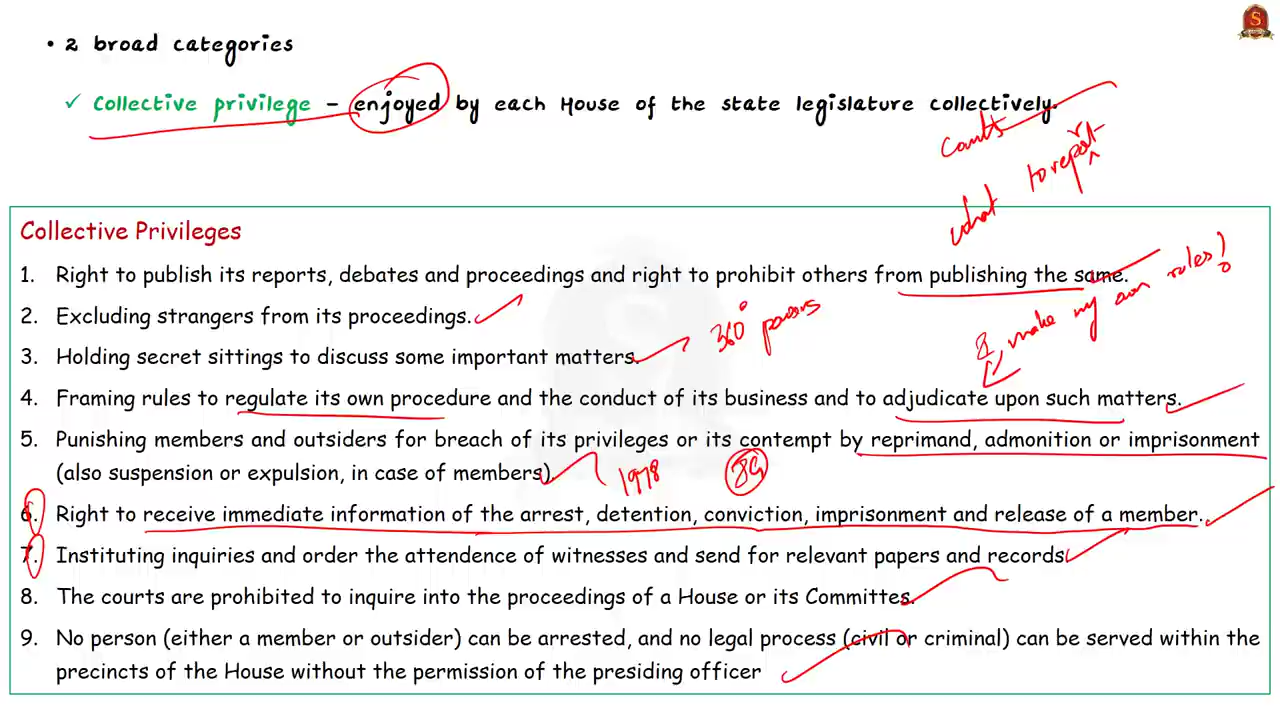 • 2 broad categories
✓ Collective privilege – enjoyed by each House of the state legislature collectively.
what to report
Collective Privileges
1. Right to publish its reports, debates and proceedings and right to prohibit others from publishing the same.
2. Excluding strangers from its proceedings.
360° powers
I make my own rules!
3. Holding secret sittings to discuss some important matters.
4. Framing rules to regulate its own procedure and the conduct of its business and to adjudicate upon such matters.
5. Punishing members and outsiders for breach of its privileges or its contempt by reprimand, admonition or imprisonment
(also suspension or expulsion, in case of members).
1978
6. Right to receive immediate information of the arrest, detention, conviction, imprisonment and release of a member.
7. Instituting inquiries and order the attendence of witnesses and send for relevant papers and records
8. The courts are prohibited to inquire into the proceedings of a House or its Committes.
9. No person (either a member or outsider) can be arrested, and no legal process (civil or criminal) can be served within the
precincts of the House without the permission of the presiding officer